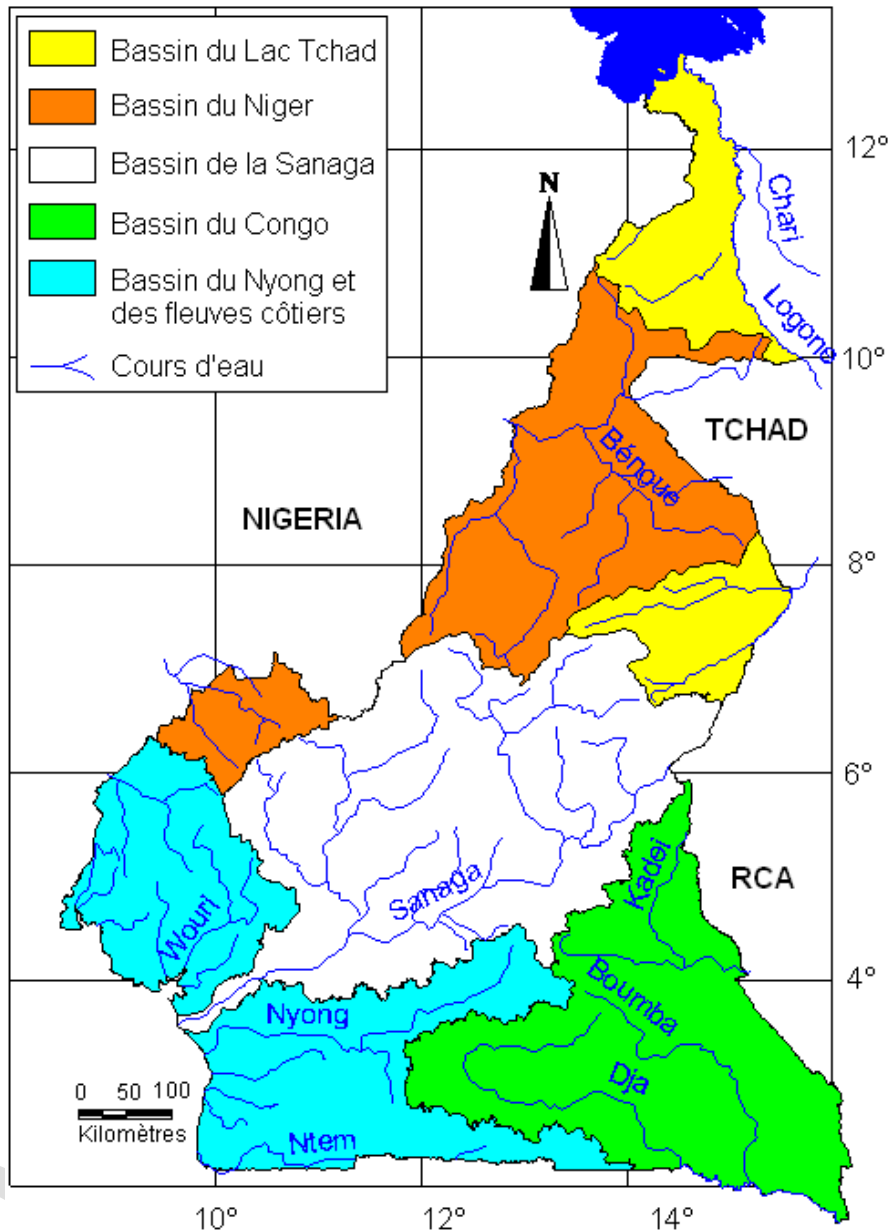 Bassin du Lac Tchad
Bassin du Niger
Bassin de la Sanaga
Bassin du Congo
Bassin du Nyong et
des fleuves côtiers
Cours d'eau
N
12°
Chari
Logone
10°
TCHAD
Bénoue
NIGERIA
8°
6°
Kadei
RCA
Sanaga
Wouri
4°
Boumba
Nyong
Dja
0 50 100
Kilomètres
Ntem
10° 12° 14°